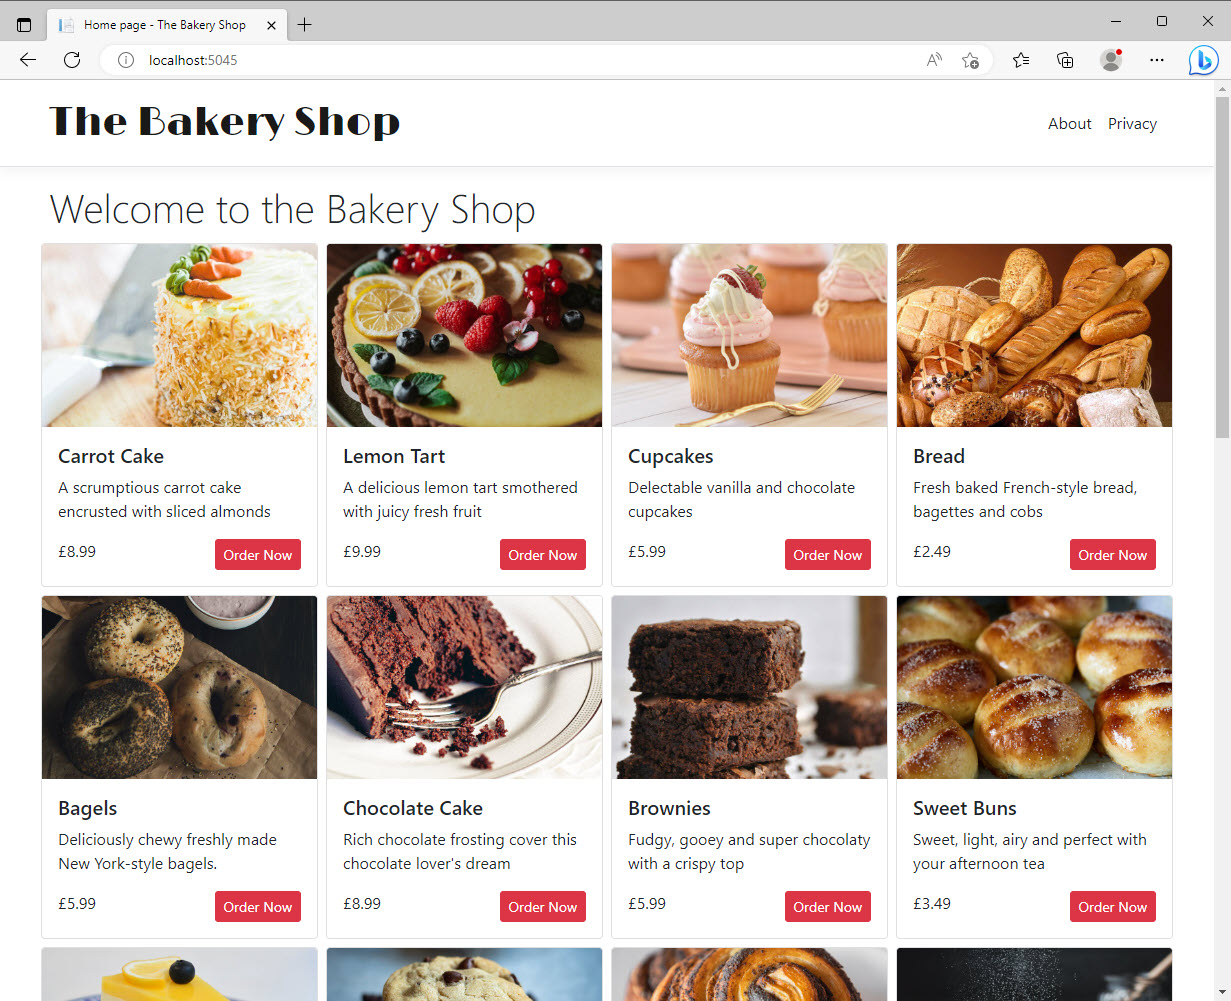 Home page - The Bakery Shop
localhost:5045
The Bakery Shop
About Privacy
Welcome to the Bakery Shop
Carrot Cake
A scrumptious carrot cake
encrusted with sliced almonds
£8.99 Order Now
Lemon Tart
A delicious lemon tart smothered
with juicy fresh fruit
£9.99 Order Now
Cupcakes
Delectable vanilla and chocolate
cupcakes
£5.99 Order Now
Bread
Fresh baked French-style bread,
bagettes and cobs
£2.49 Order Now
Bagels
Deliciously chewy freshly made
New York-style bagels.
£5.99 Order Now
Chocolate Cake
Rich chocolate frosting cover this
chocolate lover's dream
£8.99 Order Now
Brownies
Fudgy, gooey and super chocolaty
with a crispy top
£5.99 Order Now
Sweet Buns
Sweet, light, airy and perfect with
your afternoon tea
£3.49 Order Now